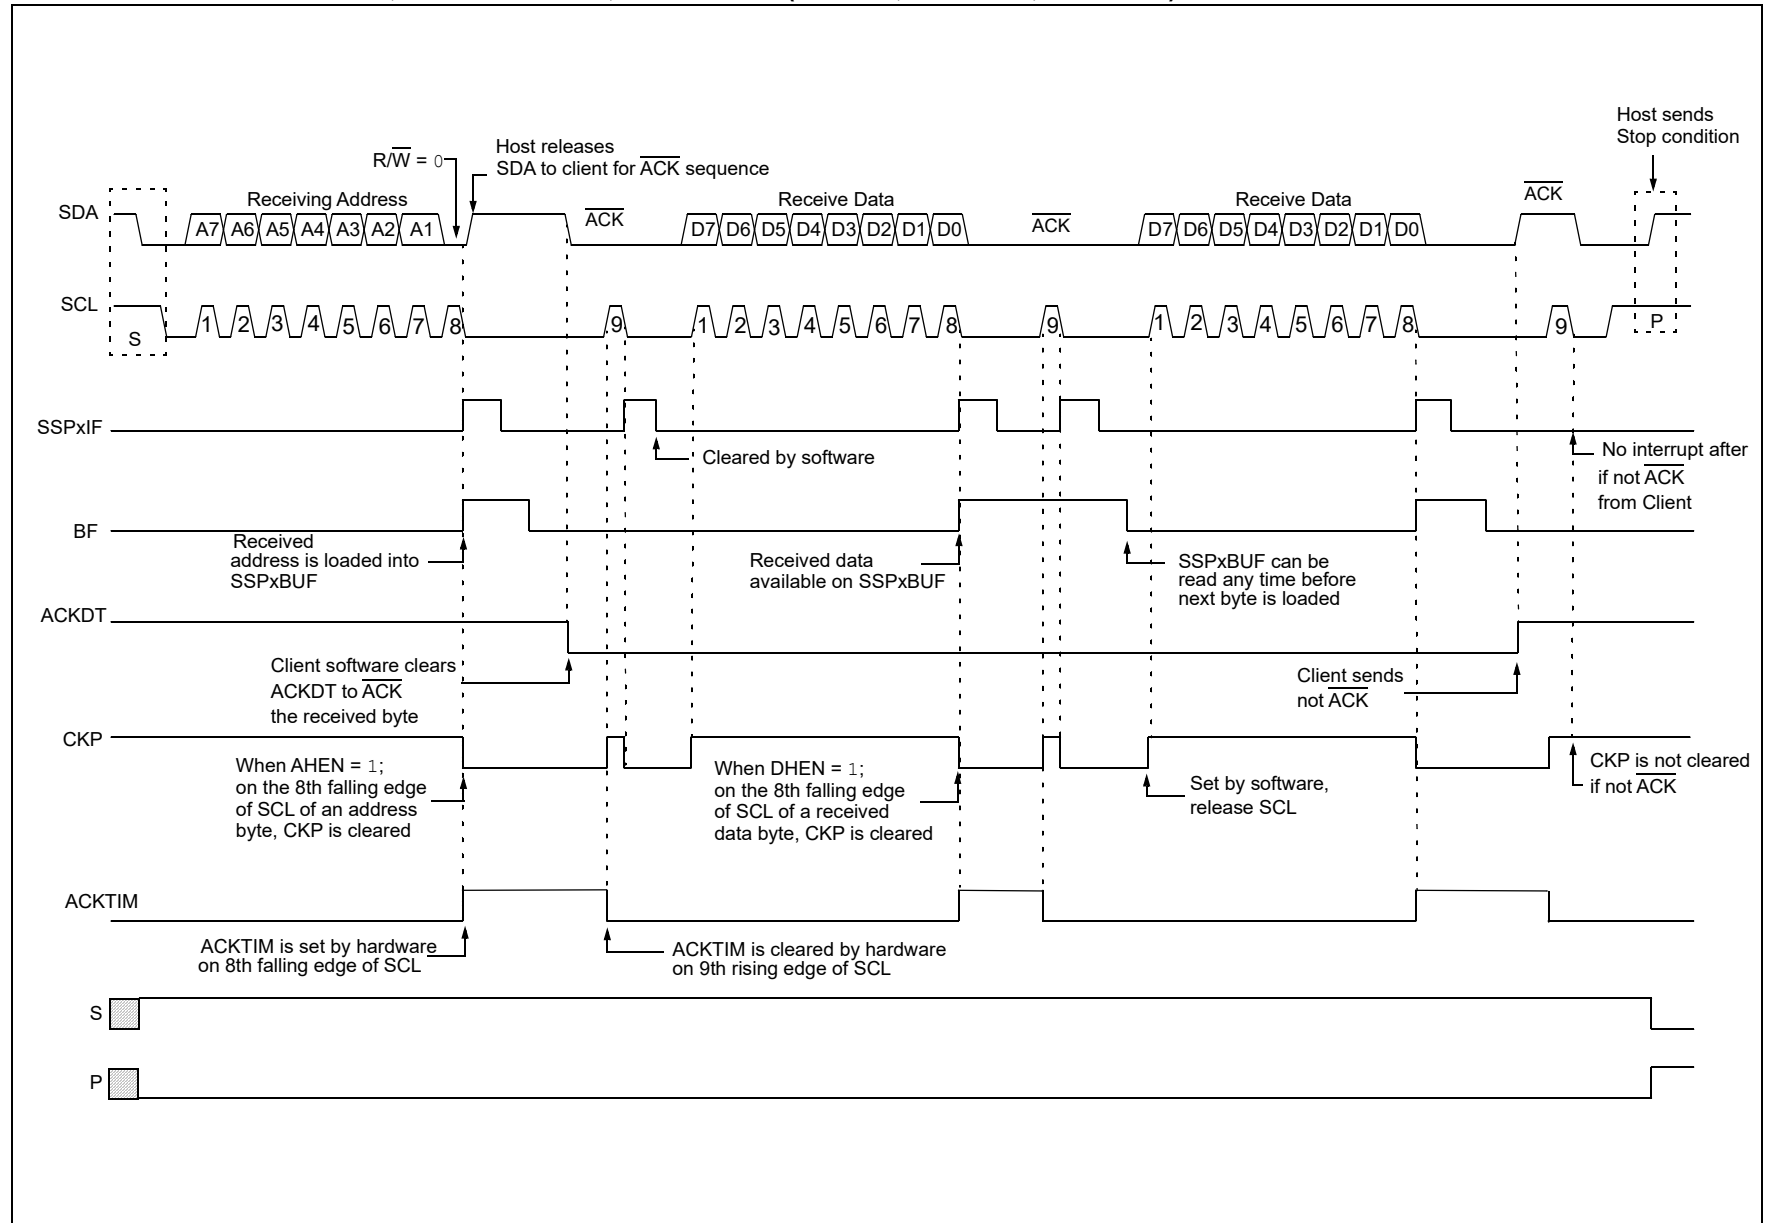 Host sends
Stop condition
Host releases
SDA to client for ACK sequence
R/W = 0
Receiving Address
ACK
Receive Data
ACK
Receive Data
ACK
SDA
A7 A6 A5 A4 A3 A2 A1
D7 D6 D5 D4 D3 D2 D1 D0
D7 D6 D5 D4 D3 D2 D1 D0
SCL
S
1 2 3 4 5 6 7 8
9
1 2 3 4 5 6 7 8
9
1 2 3 4 5 6 7 8
9
P
SSPxIF
Cleared by software
No interrupt after
if not ACK
from Client
BF
Received
address is loaded into
SSPxBUF
Received data
available on SSPxBUF
SSPxBUF can be
read any time before
next byte is loaded
ACKDT
Client software clears
ACKDT to ACK
the received byte
Client sends
not ACK
CKP
When AHEN = 1;
on the 8th falling edge
of SCL of an address
byte, CKP is cleared
When DHEN = 1;
on the 8th falling edge
of SCL of a received
data byte, CKP is cleared
Set by software,
release SCL
CKP is not cleared
if not ACK
ACKTIM
ACKTIM is set by hardware
on 8th falling edge of SCL
ACKTIM is cleared by hardware
on 9th rising edge of SCL
S
P